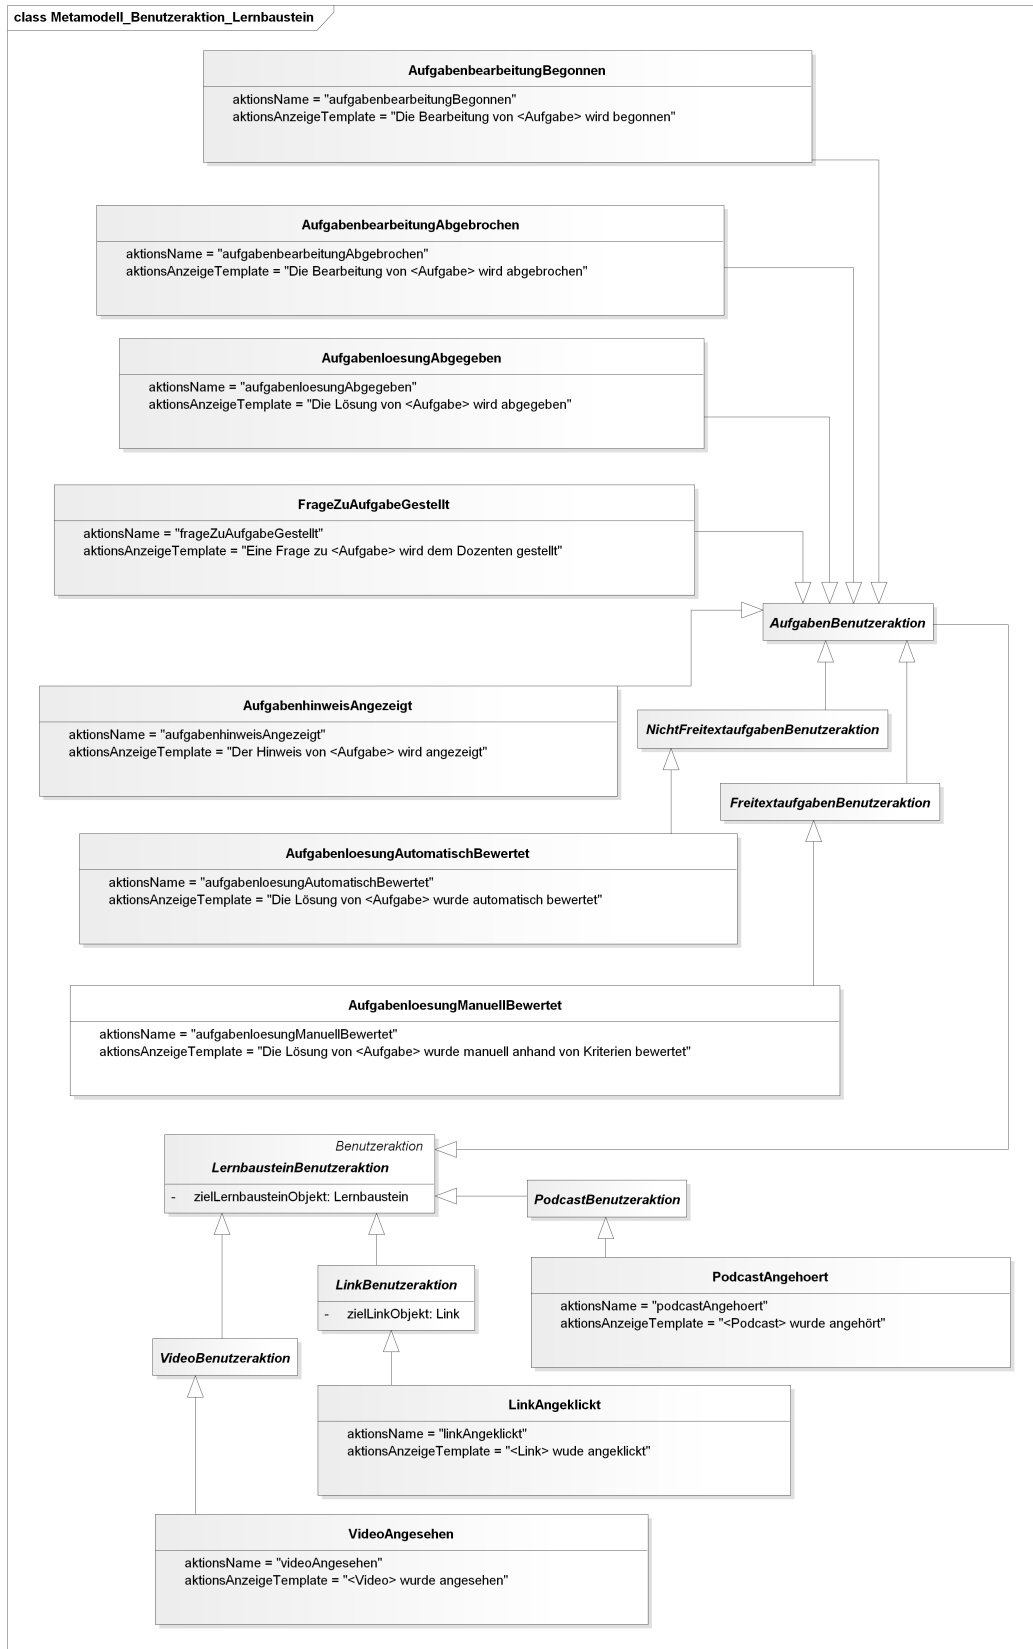 class Metamodell_Benutzeraktion_Lernbaustein
AufgabenbearbeitungBegonnen
aktionsName = "aufgabenbearbeitungBegonnen"
aktionsAnzeigeTemplate = "Die Bearbeitung von <Aufgabe> wird begonnen"
AufgabenbearbeitungAbgebrochen
aktionsName = "aufgabenbearbeitungAbgebrochen"
aktionsAnzeigeTemplate = "Die Bearbeitung von <Aufgabe> wird abgebrochen"
AufgabenloesungAbgegeben
aktionsName = "aufgabenloesungAbgegeben"
aktionsAnzeigeTemplate = "Die Lösung von <Aufgabe> wird abgegeben"
FrageZuAufgabeGestellt
aktionsName = "frageZuAufgabeGestellt"
aktionsAnzeigeTemplate = "Eine Frage zu <Aufgabe> wird dem Dozenten gestellt"
AufgabenBenutzeraktion
AufgabenhinweisAngezeigt
aktionsName = "aufgabenhinweisAngezeigt"
aktionsAnzeigeTemplate = "Der Hinweis von <Aufgabe> wird angezeigt"
NichtFreitextaufgabenBenutzeraktion
FreitextaufgabenBenutzeraktion
AufgabenloesungAutomatischBewertet
aktionsName = "aufgabenloesungAutomatischBewertet"
aktionsAnzeigeTemplate = "Die Lösung von <Aufgabe> wurde automatisch bewertet"
AufgabenloesungManuellBewertet
aktionsName = "aufgabenloesungManuellBewertet"
aktionsAnzeigeTemplate = "Die Lösung von <Aufgabe> wurde manuell anhand von Kriterien bewertet"
Benutzeraktion
LernbausteinBenutzeraktion
- zielLernbausteinObjekt: Lernbaustein
PodcastBenutzeraktion
PodcastAngehoert
aktionsName = "podcastAngehoert"
aktionsAnzeigeTemplate = "<Podcast> wurde angehört"
LinkBenutzeraktion
- zielLinkObjekt: Link
VideoBenutzeraktion
LinkAngeklickt
aktionsName = "linkAngeklickt"
aktionsAnzeigeTemplate = "<Link> wude angeklickt"
VideoAngesehen
aktionsName = "videoAngesehen"
aktionsAnzeigeTemplate = "<Video> wurde angesehen"